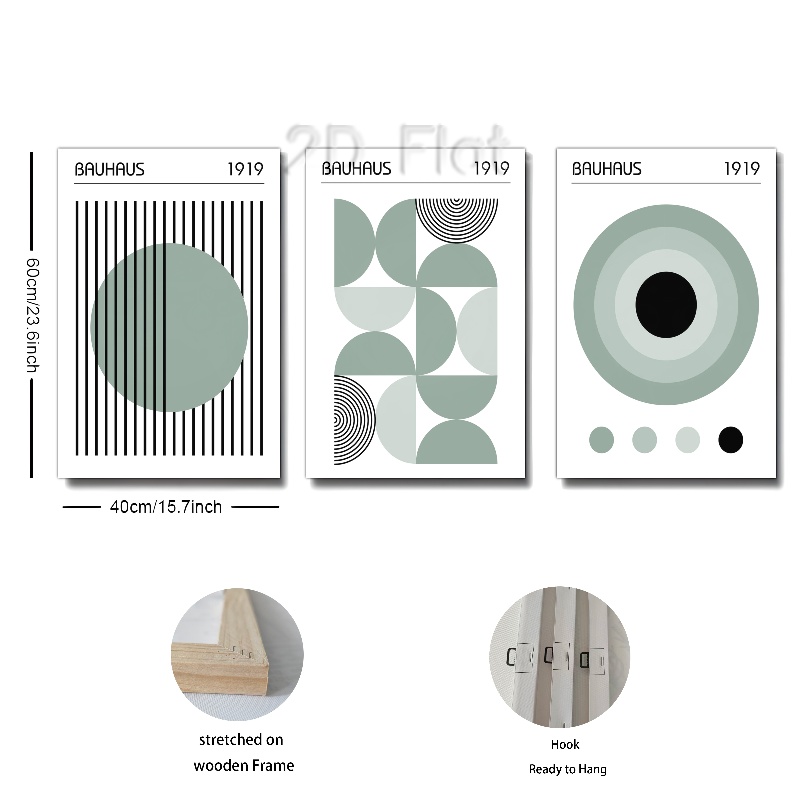 2D Flat
BAUHAUS 1919
BAUHAUS 1919
BAUHAUS 1919
60cm/23.6inch
40cm/15.7inch
stretched on
wooden Frame
Hook
Ready to Hang